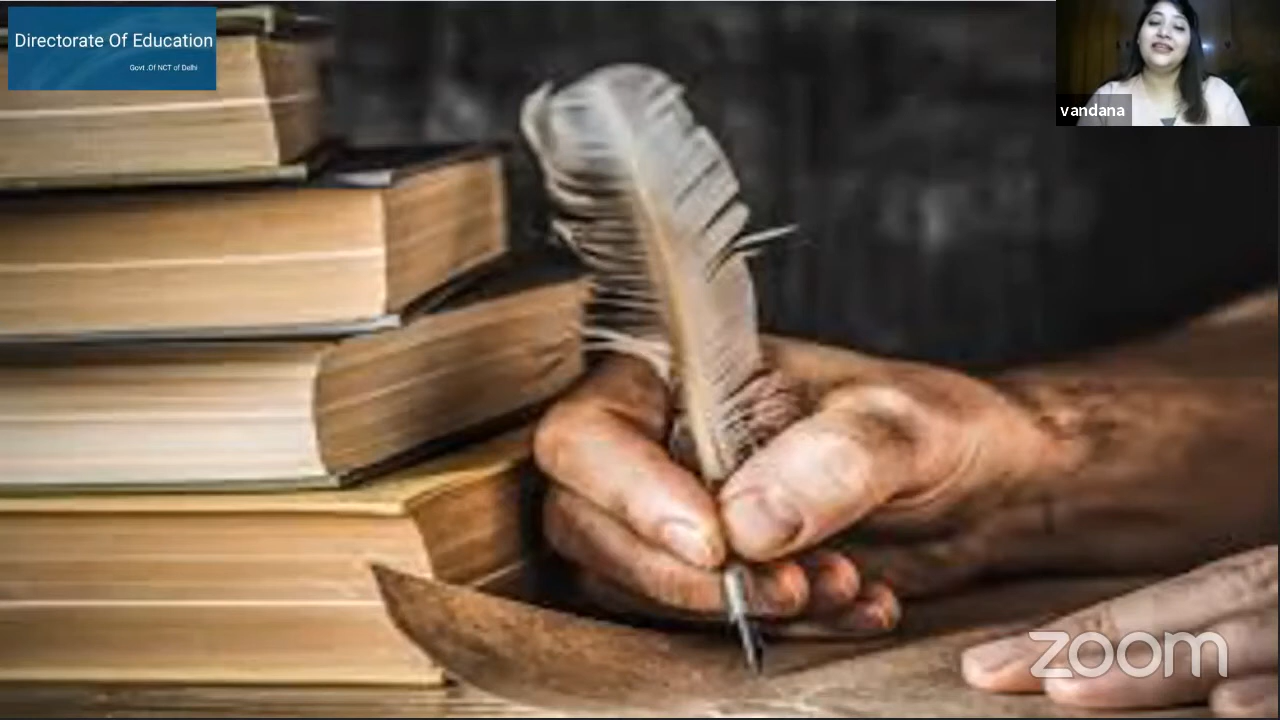 Directorate Of Education
Govt .Of NCT of Delhi
vandana
zoom